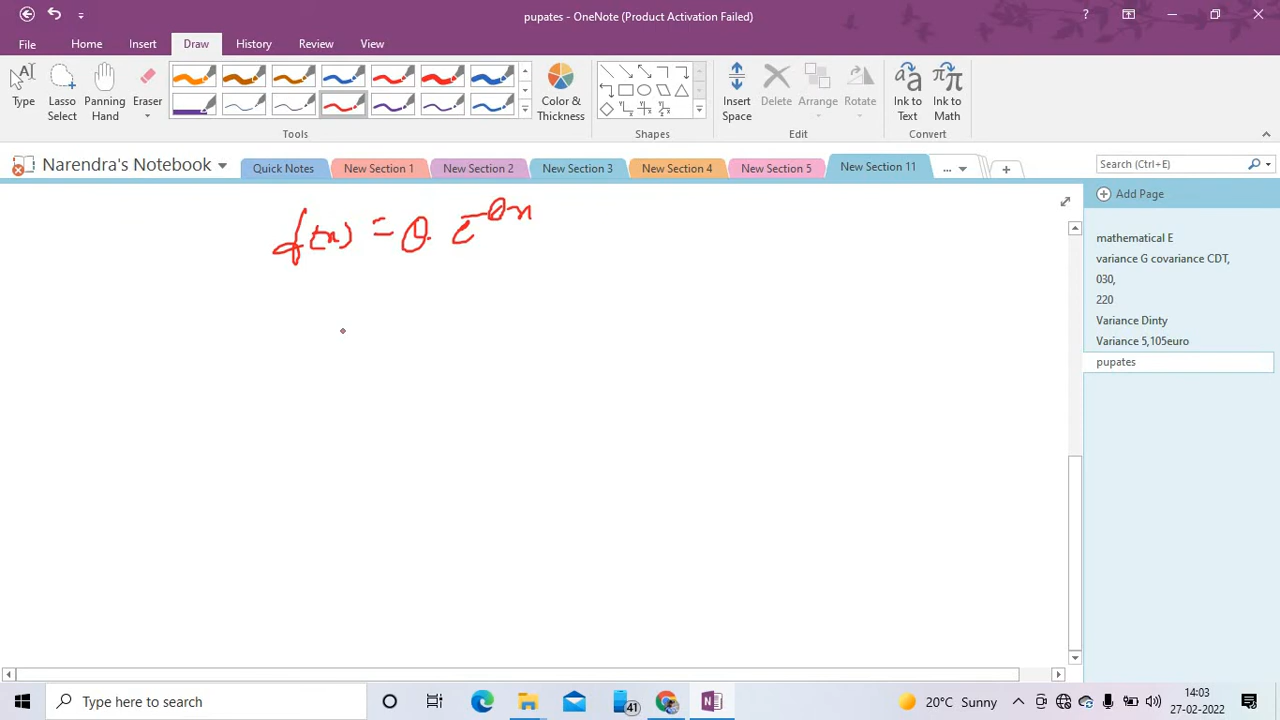 pupates - OneNote (Product Activation Failed)
File Home Insert Draw History Review View
Type Lasso Select Panning Hand Eraser Color & Thickness Insert Space Delete Arrange Rotate Ink to Text Ink to Math
Tools Shapes Edit Convert
Narendra's Notebook Quick Notes New Section 1 New Section 2 New Section 3 New Section 4 New Section 5 New Section 11 ... Search (Ctrl+E)
Add Page
f(x) = θ. e^-θx
mathematical E
variance G covariance CDT,
030,
220
Variance Dinty
Variance 5,105euro
pupates
Type here to search 41 20°C Sunny 14:03
27-02-2022